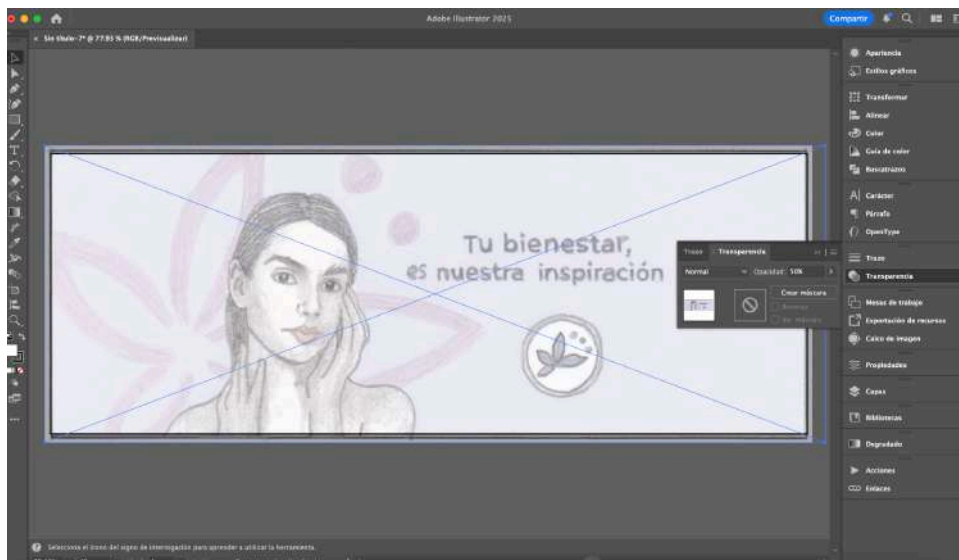 Adobe Illustrator 2025
Compartir
× Sin título-7* @ 77.93 % (RGB/Previsualizar)
Apariencia
Estilos gráficos
Transformar
Alinear
Color
Guía de color
Buscatrazos
Carácter
Párrafo
OpenType
Trazo
Transparencia
Mesas de trabajo
Exportación de recursos
Calco de imagen
Propiedades
Capas
Bibliotecas
Degradado
Acciones
Enlaces
Tu bienestar,
es nuestra inspiración
Trazo Transparencia
Normal Opacidad: 50%
Crear máscara
Selecciona el icono del signo de interrogación para aprender a utilizar la herramienta.